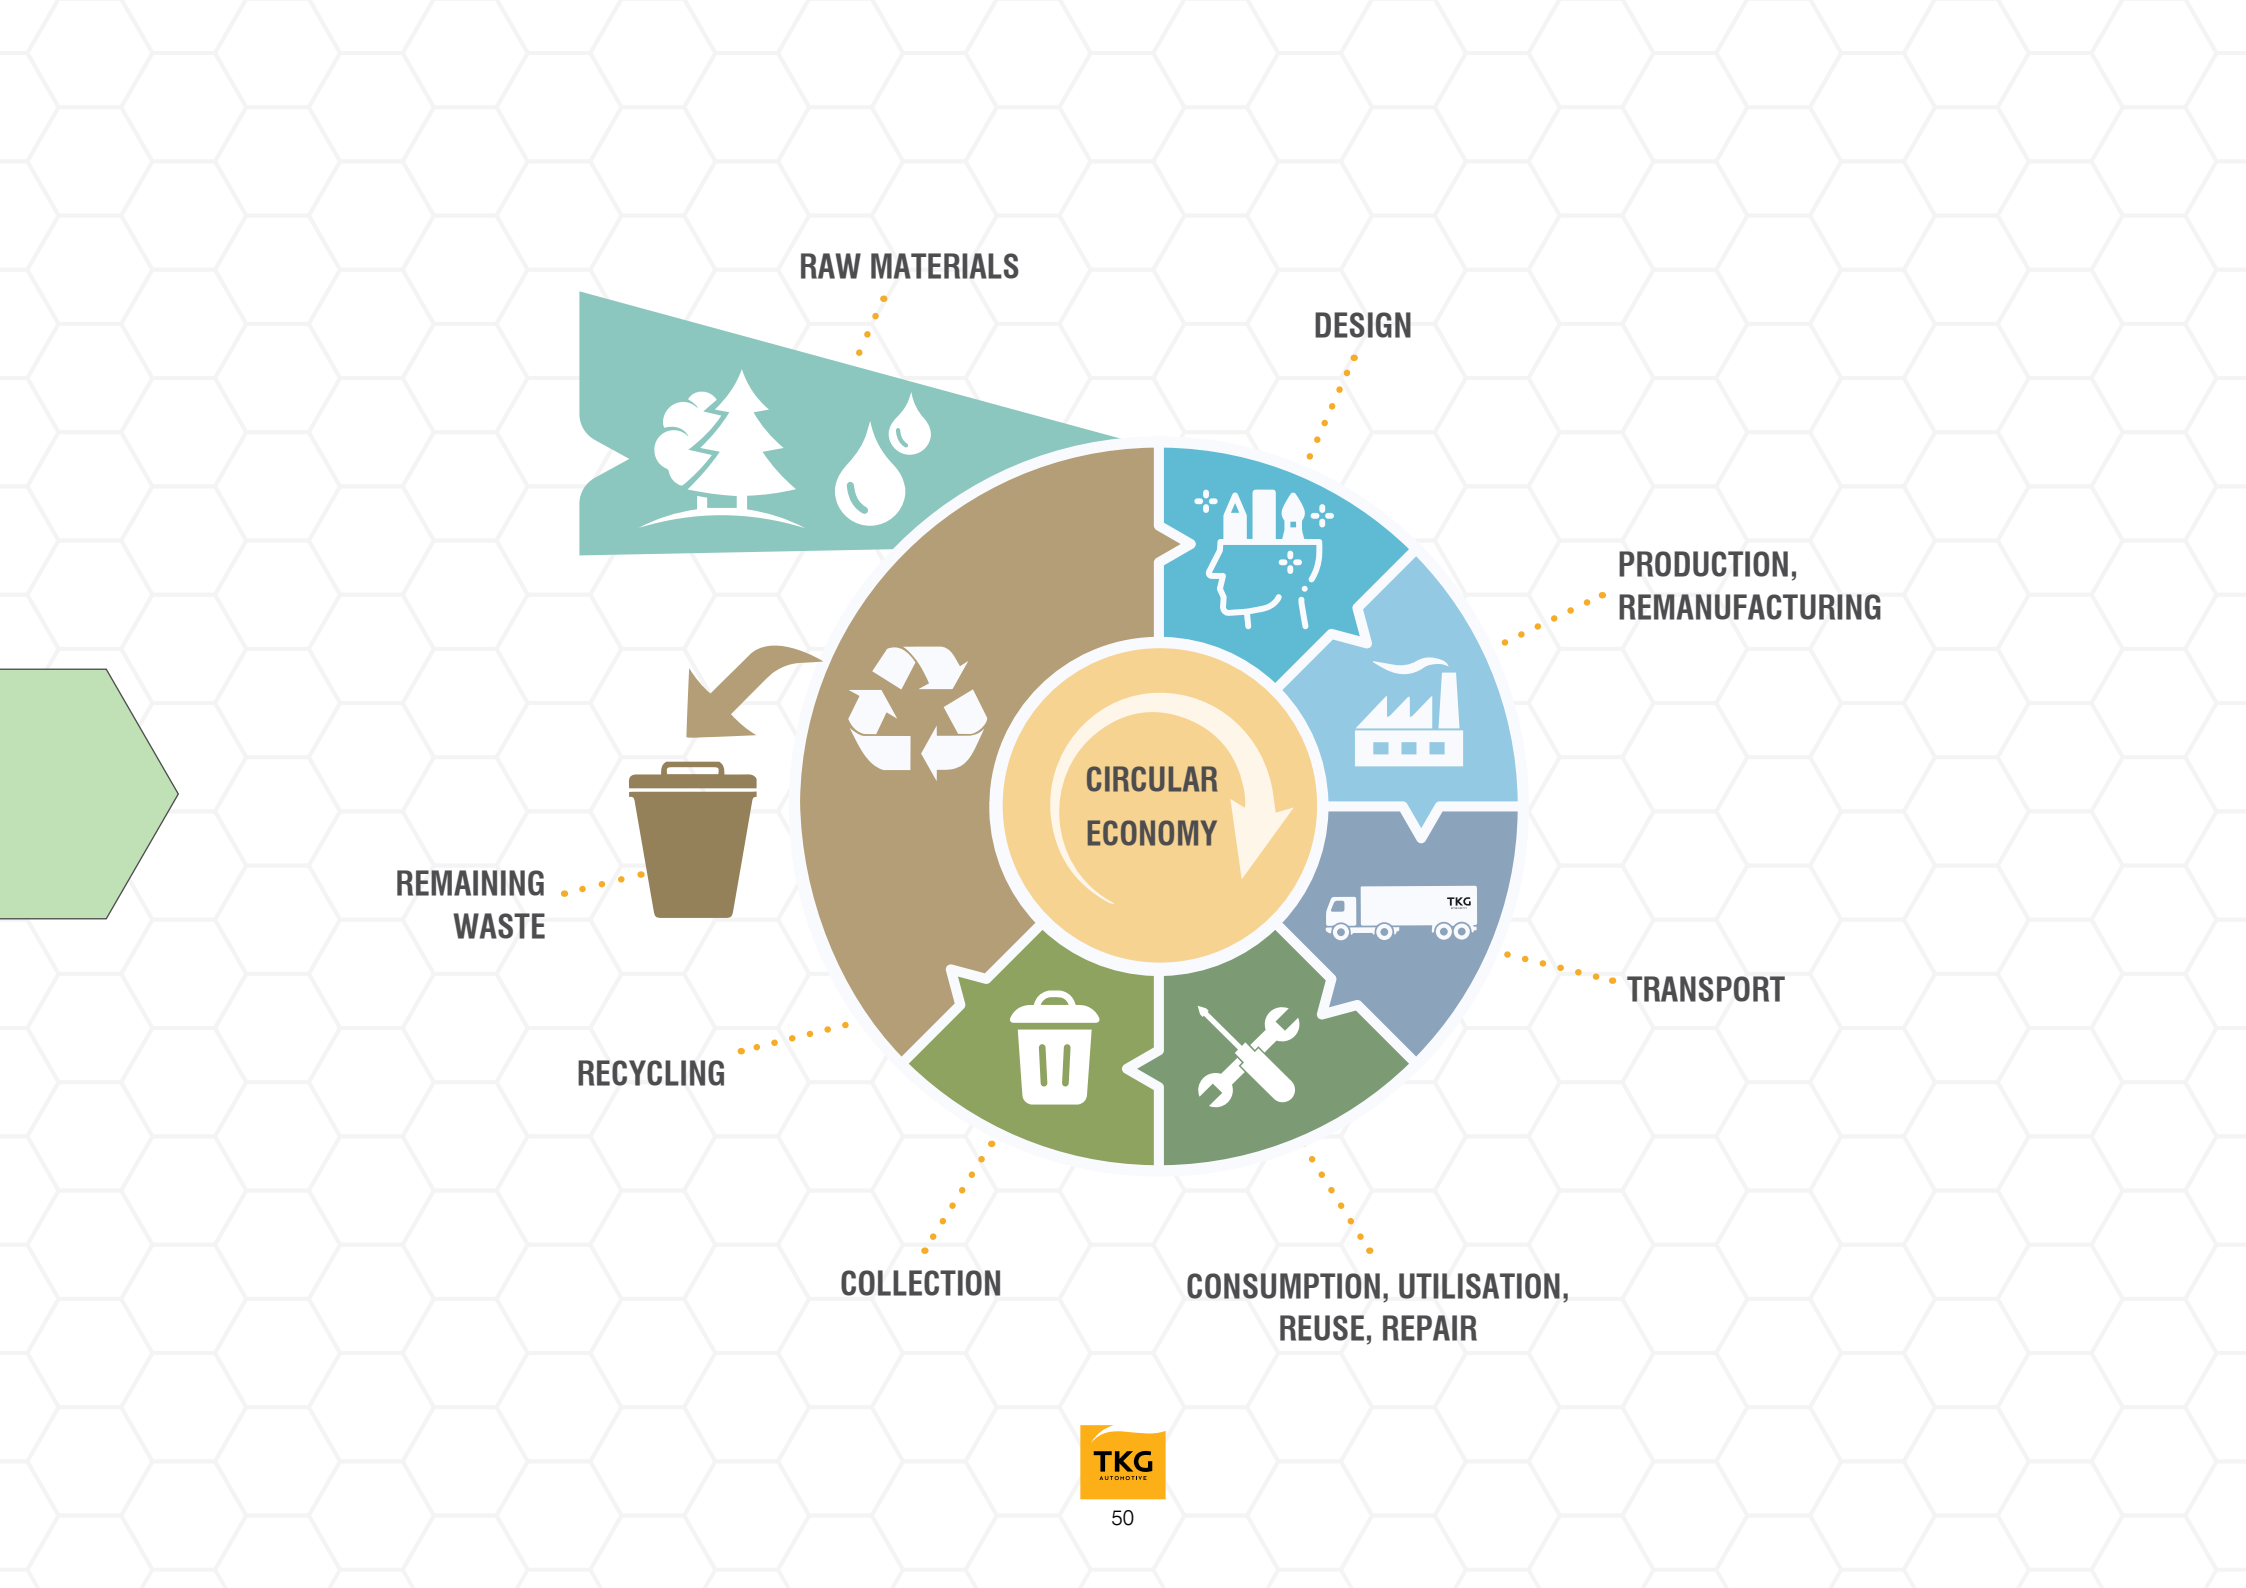 RAW MATERIALS
DESIGN
PRODUCTION,
REMANUFACTURING
CIRCULAR
ECONOMY
TKG
REMAINING
WASTE
TRANSPORT
RECYCLING
COLLECTION
CONSUMPTION, UTILISATION,
REUSE, REPAIR
TKG
AUTOMOTIVE
50